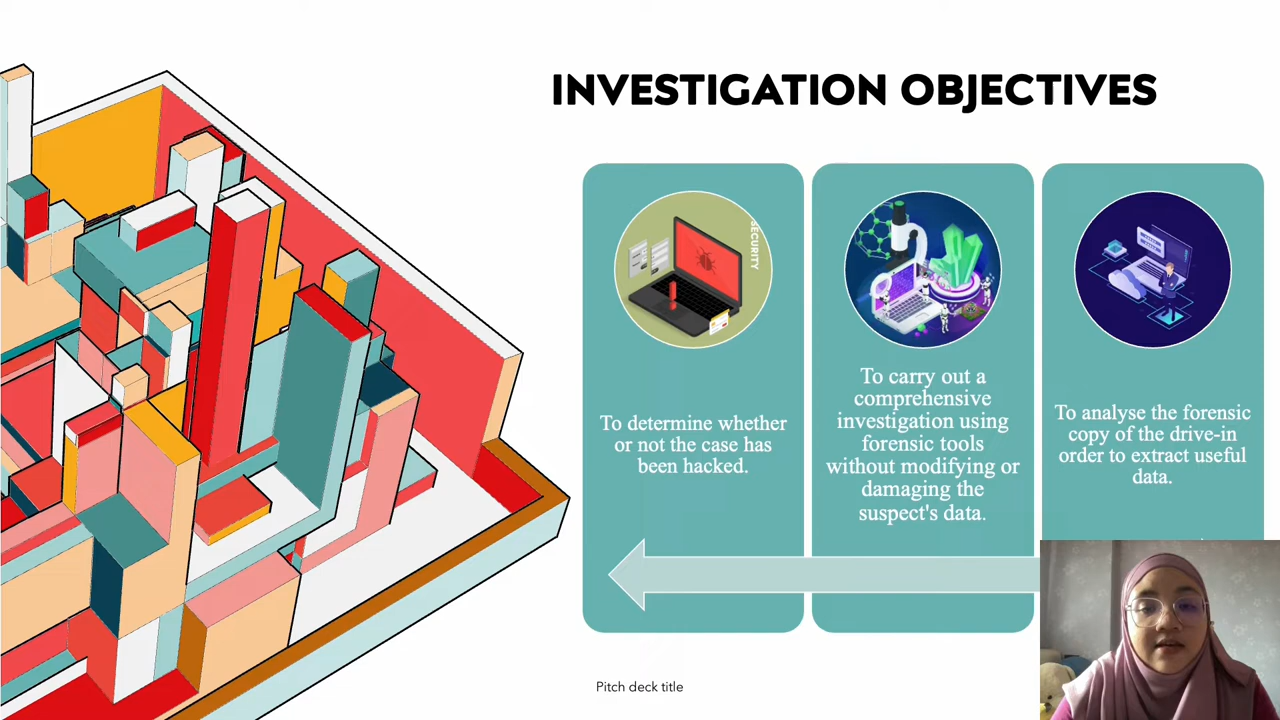 INVESTIGATION OBJECTIVES
SECURITY
To determine whether
or not the case has
been hacked.
To carry out a
comprehensive
investigation using
forensic tools
without modifying or
damaging the
suspect's data.
To analyse the forensic
copy of the drive-in
order to extract useful
data.
Pitch deck title